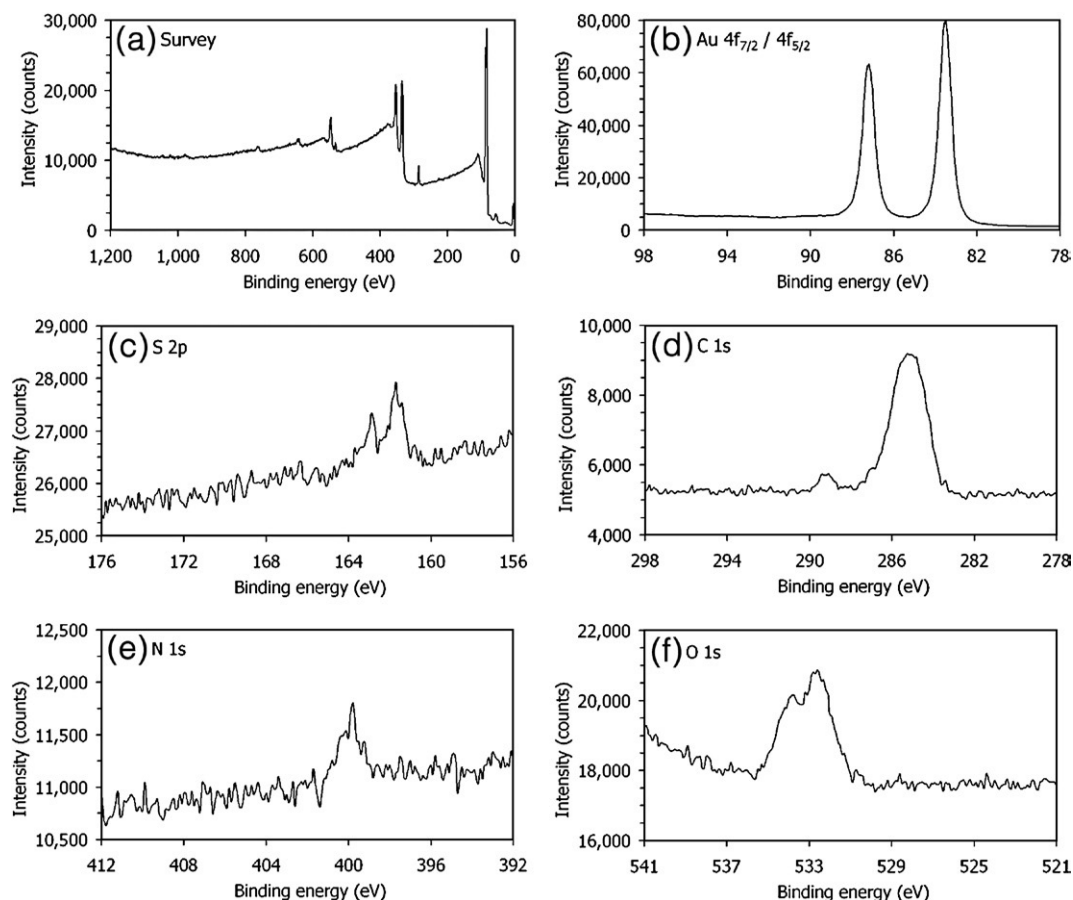 (a) Survey
Intensity (counts)
30,000
20,000
10,000
0
1,200 1,000 800 600 400 200 0
Binding energy (eV)
(b) Au 4f7/2 / 4f5/2
Intensity (counts)
80,000
60,000
40,000
20,000
0
98 94 90 86 82 78
Binding energy (eV)
(c) S 2p
Intensity (counts)
29,000
28,000
27,000
26,000
25,000
176 172 168 164 160 156
Binding energy (eV)
(d) C 1s
Intensity (counts)
10,000
8,000
6,000
4,000
298 294 290 286 282 278
Binding energy (eV)
(e) N 1s
Intensity (counts)
12,500
12,000
11,500
11,000
10,500
412 408 404 400 396 392
Binding energy (eV)
(f) O 1s
Intensity (counts)
22,000
20,000
18,000
16,000
541 537 533 529 525 521
Binding energy (eV)